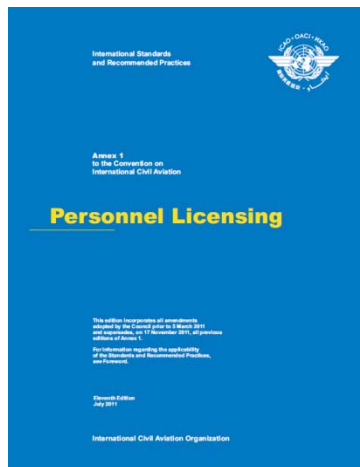 International Standards
and Recommended Practices
ICAO · OACI · ИКАО
Annex 1
to the Convention on
International Civil Aviation
Personnel Licensing
This edition incorporates all amendments
adopted by the Council prior to 5 March 2011
and supersedes, on 17 November 2011, all previous
editions of Annex 1.
For information regarding the applicability
of the Standards and Recommended Practices,
see Foreword.
Eleventh Edition
July 2011
International Civil Aviation Organization